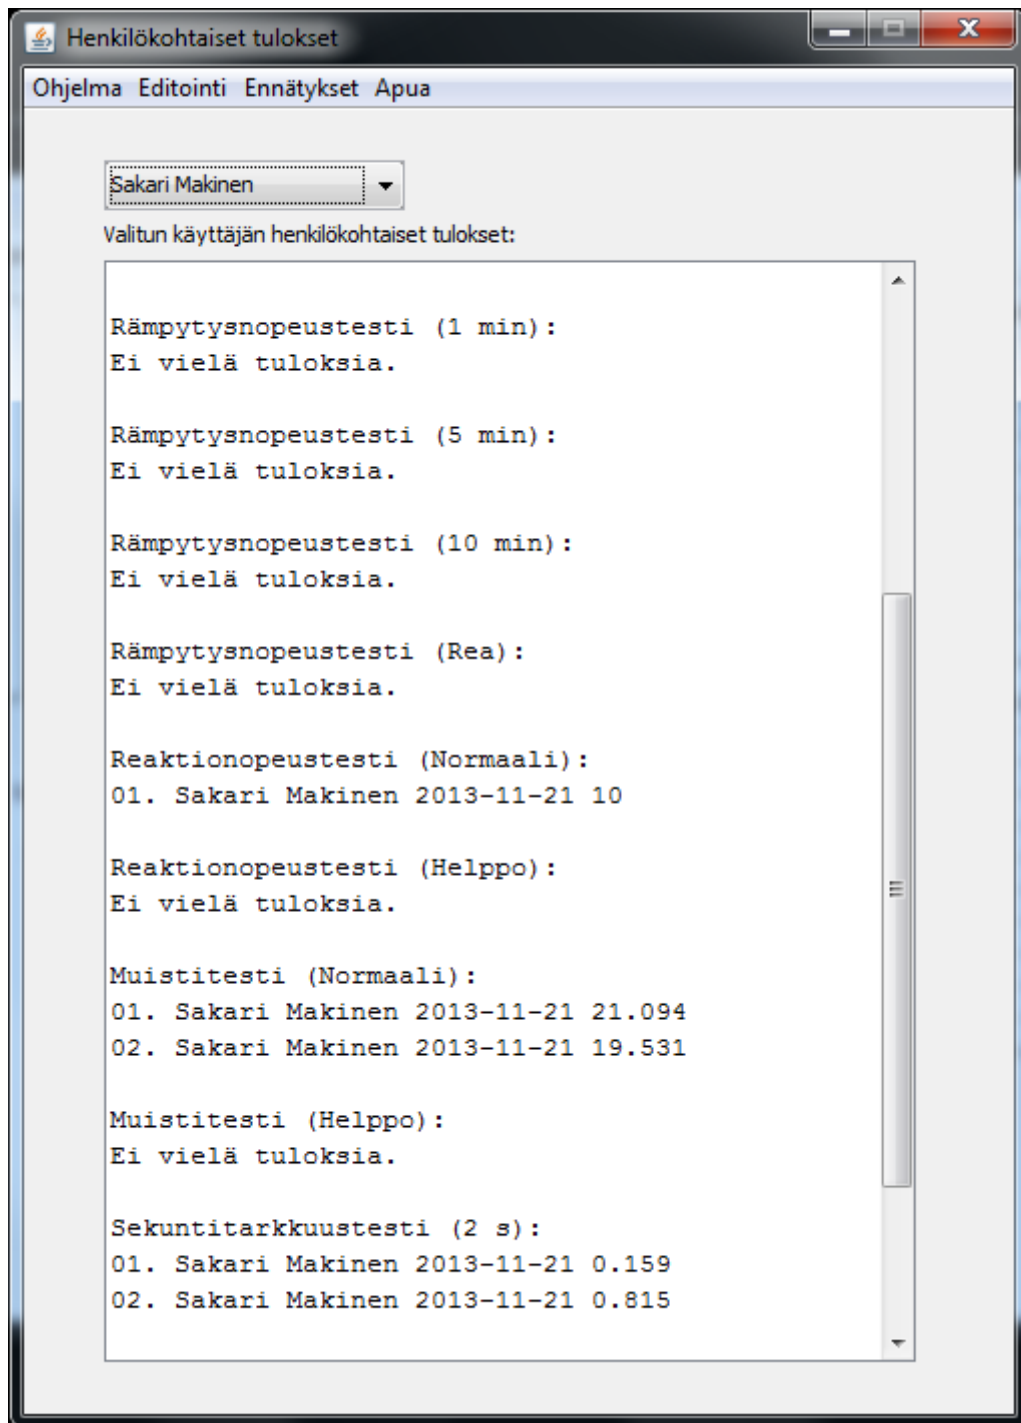 Henkilökohtaiset tulokset
Ohjelma Editointi Ennätykset Apua
Sakari Makinen
Valitun käyttäjän henkilökohtaiset tulokset:
Rämpytysnopeustesti (1 min):
Ei vielä tuloksia.
Rämpytysnopeustesti (5 min):
Ei vielä tuloksia.
Rämpytysnopeustesti (10 min):
Ei vielä tuloksia.
Rämpytysnopeustesti (Rea):
Ei vielä tuloksia.
Reaktionopeustesti (Normaali):
01. Sakari Makinen 2013-11-21 10
Reaktionopeustesti (Helppo):
Ei vielä tuloksia.
Muistitesti (Normaali):
01. Sakari Makinen 2013-11-21 21.094
02. Sakari Makinen 2013-11-21 19.531
Muistitesti (Helppo):
Ei vielä tuloksia.
Sekuntitarkkuustesti (2 s):
01. Sakari Makinen 2013-11-21 0.159
02. Sakari Makinen 2013-11-21 0.815